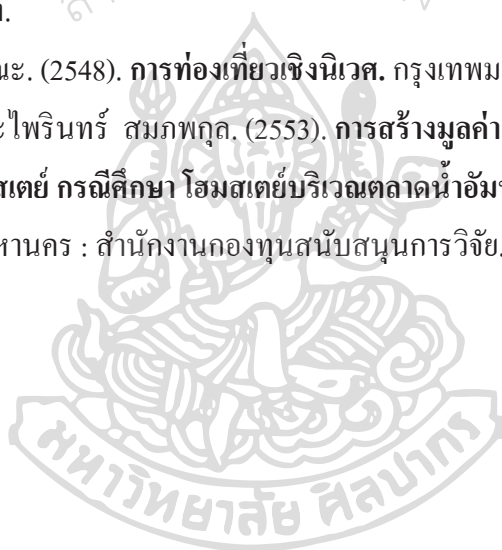 ณะ. (2548). การท่องเที่ยวเชิงนิเวศ. กรุงเทพม
ะไพรินทร์ สมภพกุล. (2553). การสร้างมูลค่า
สเตย์ กรณีศึกษา โฮมสเตย์บริเวณตลาดน้ำอัมพ
หานคร : สำนักงานกองทุนสนับสนุนการวิจัย.
มหาวิทยาลัย ศิลปากร